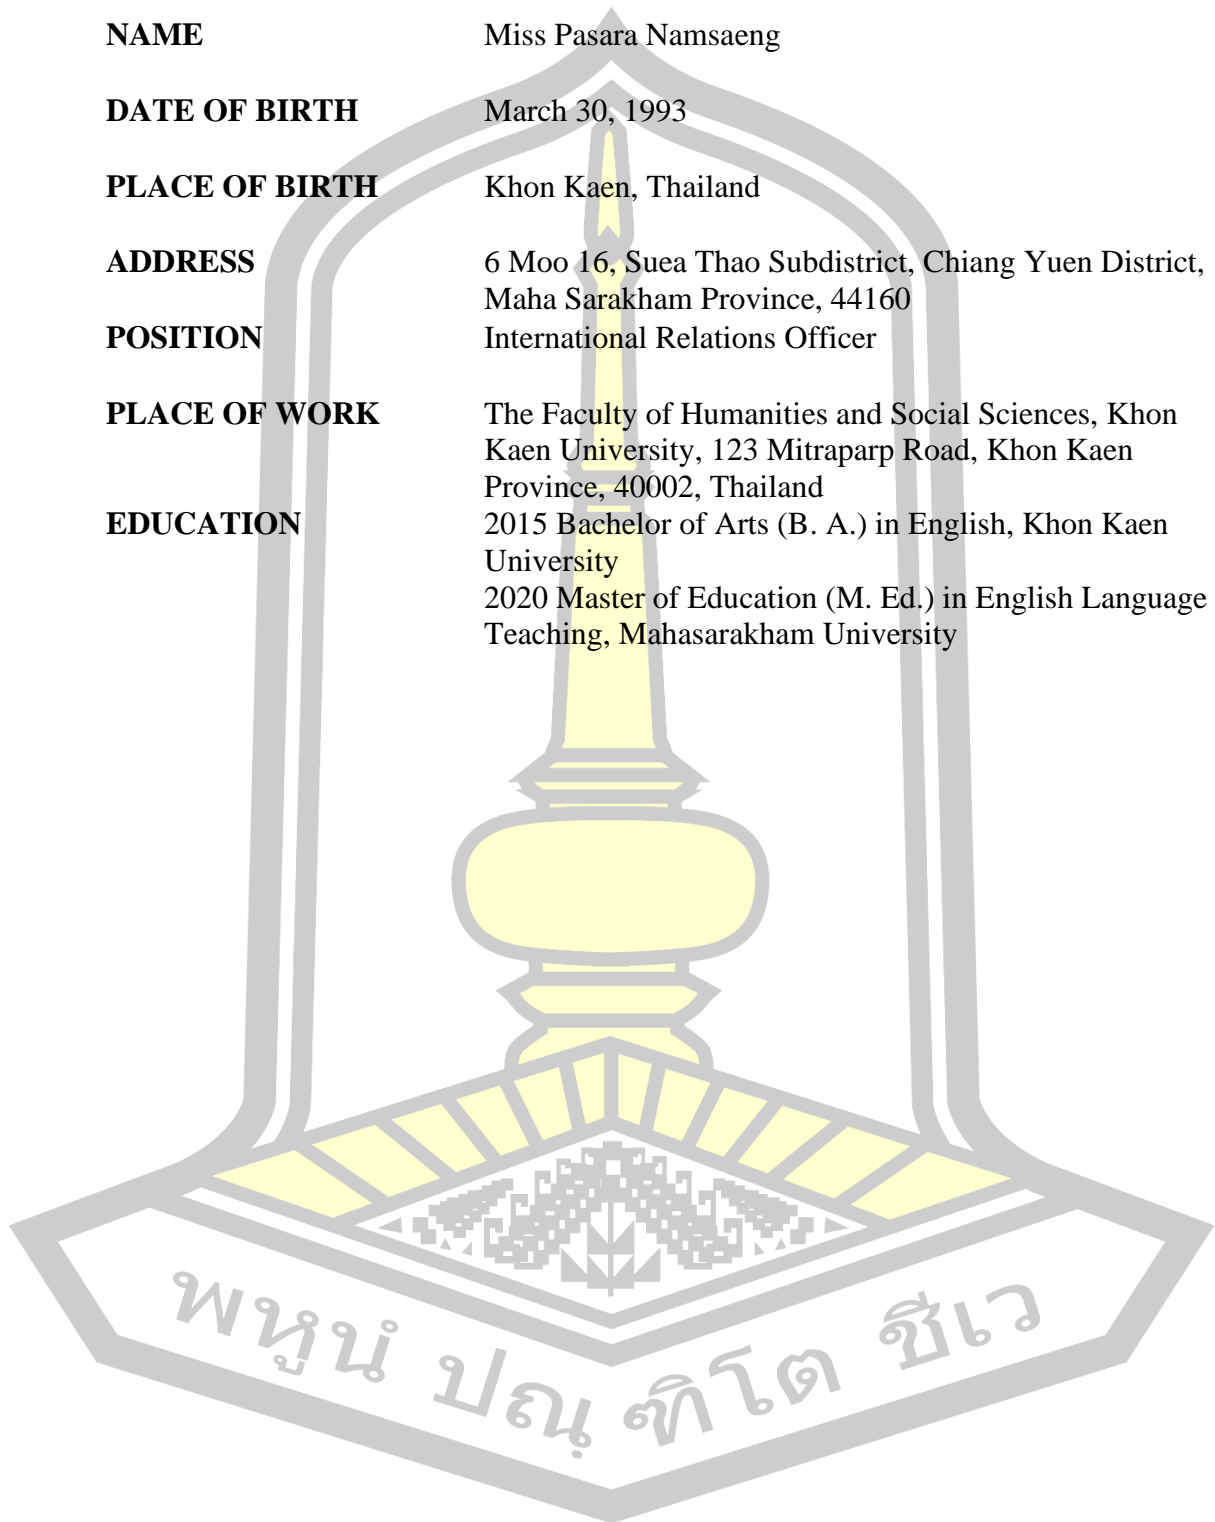 NAME Miss Pasara Namsaeng
DATE OF BIRTH March 30, 1993
PLACE OF BIRTH Khon Kaen, Thailand
ADDRESS 6 Moo 16, Suea Thao Subdistrict, Chiang Yuen District,
Maha Sarakham Province, 44160
POSITION International Relations Officer
PLACE OF WORK The Faculty of Humanities and Social Sciences, Khon
Kaen University, 123 Mitraparp Road, Khon Kaen
Province, 40002, Thailand
EDUCATION 2015 Bachelor of Arts (B. A.) in English, Khon Kaen
University
2020 Master of Education (M. Ed.) in English Language
Teaching, Mahasarakham University
พหูนํ ปณฺ ฑิโต ชีเว